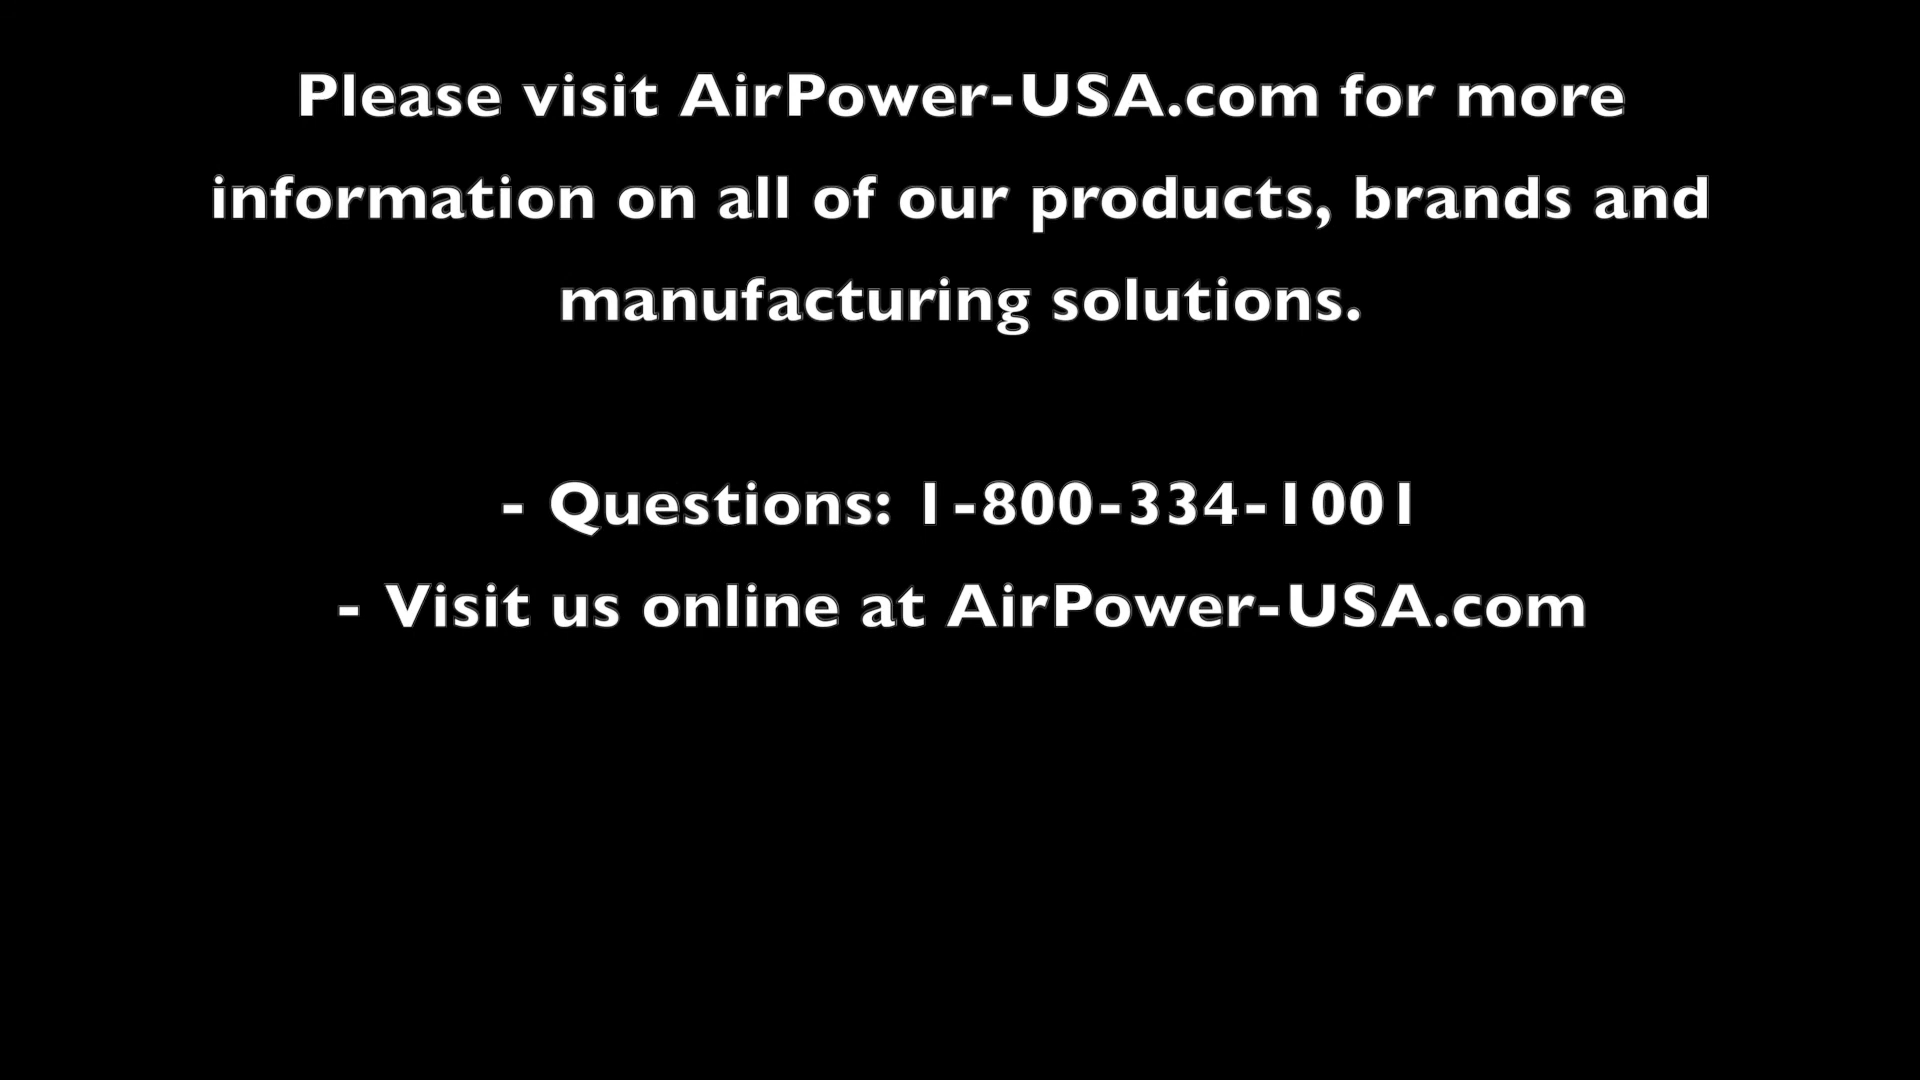 Please visit AirPower-USA.com for more
information on all of our products, brands and
manufacturing solutions.
- Questions: 1-800-334-1001
- Visit us online at AirPower-USA.com